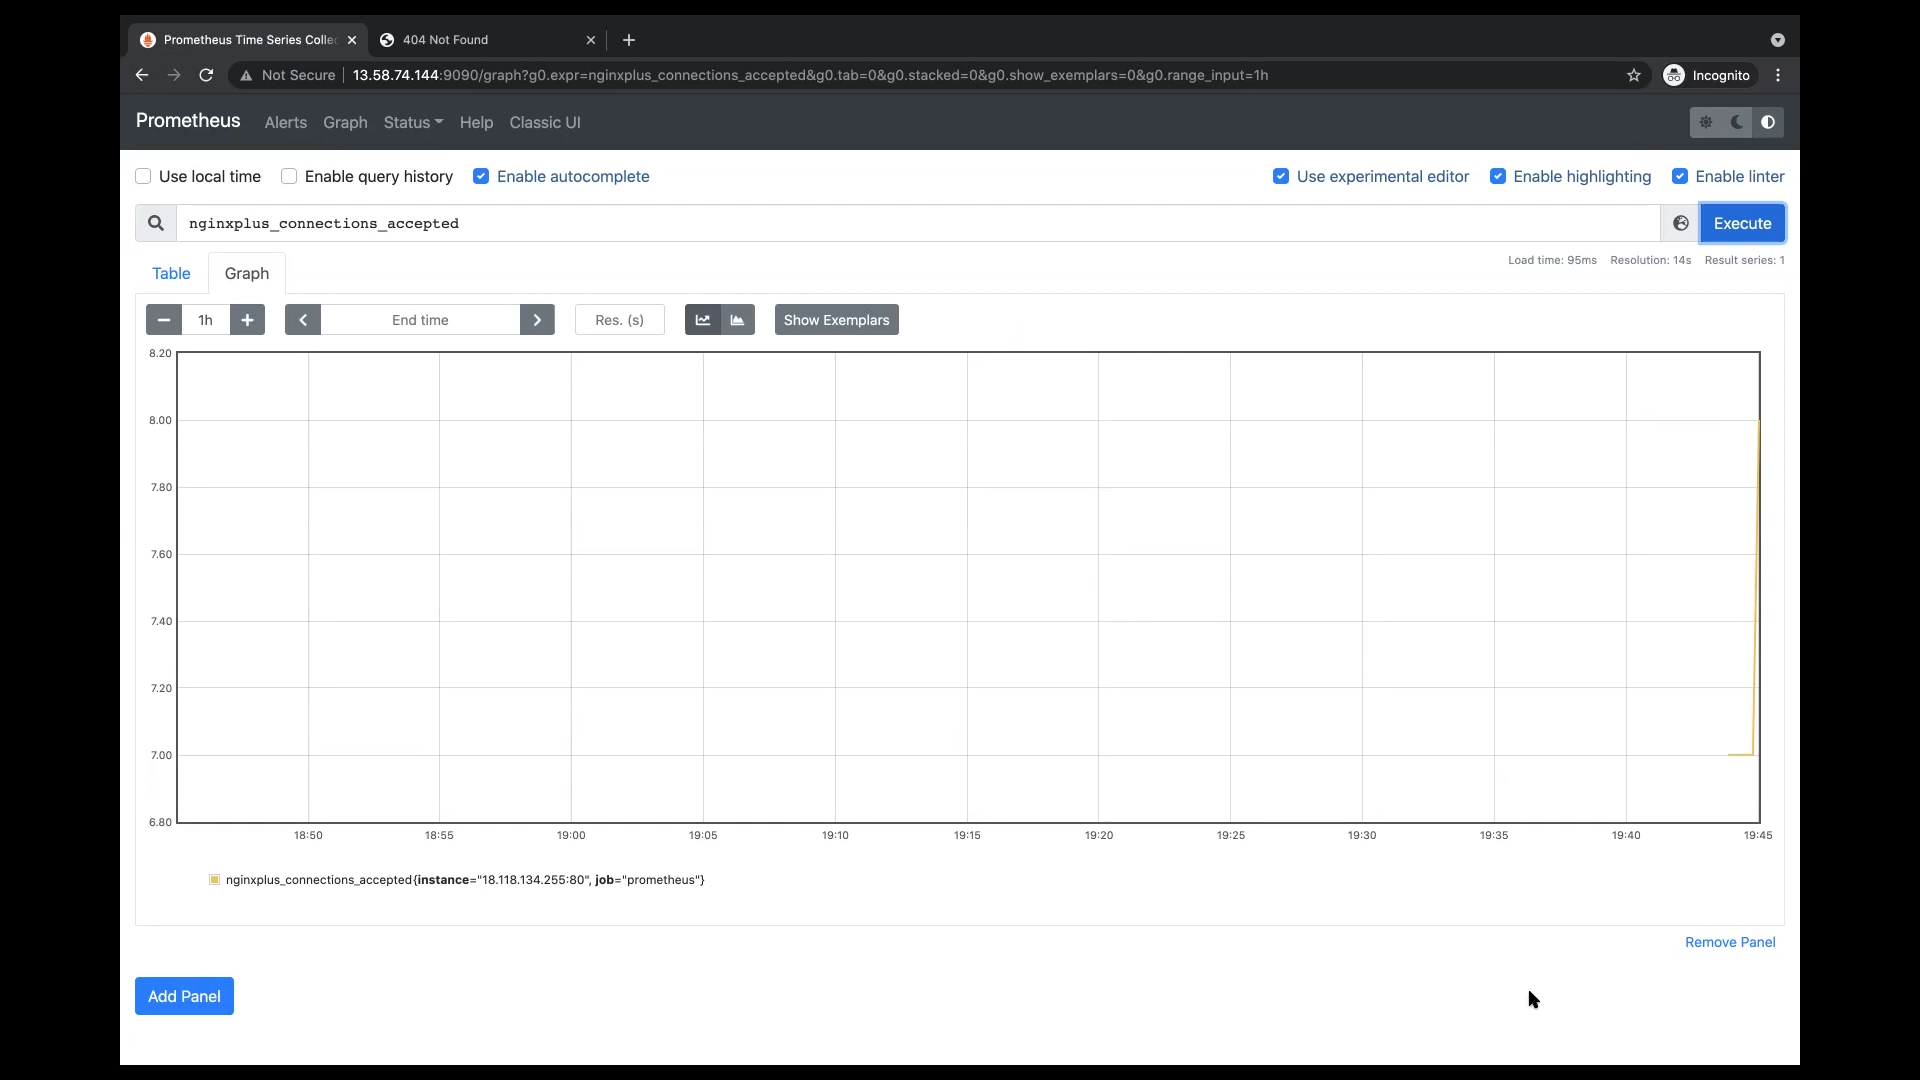 Prometheus Time Series Colle
404 Not Found
Not Secure
13.58.74.144:9090/graph?g0.expr=nginxplus_connections_accepted&g0.tab=0&g0.stacked=0&g0.show_exemplars=0&g0.range_input=1h
Incognito
Prometheus Alerts Graph Status Help Classic UI
Use local time Enable query history Enable autocomplete Use experimental editor Enable highlighting Enable linter
nginxplus_connections_accepted Execute
Load time: 95ms Resolution: 14s Result series: 1
Table Graph
1h End time Res. (s) Show Exemplars
8.20
8.00
7.80
7.60
7.40
7.20
7.00
6.80
18:50 18:55 19:00 19:05 19:10 19:15 19:20 19:25 19:30 19:35 19:40 19:45
nginxplus_connections_accepted{instance="18.118.134.255:80", job="prometheus"}
Remove Panel
Add Panel